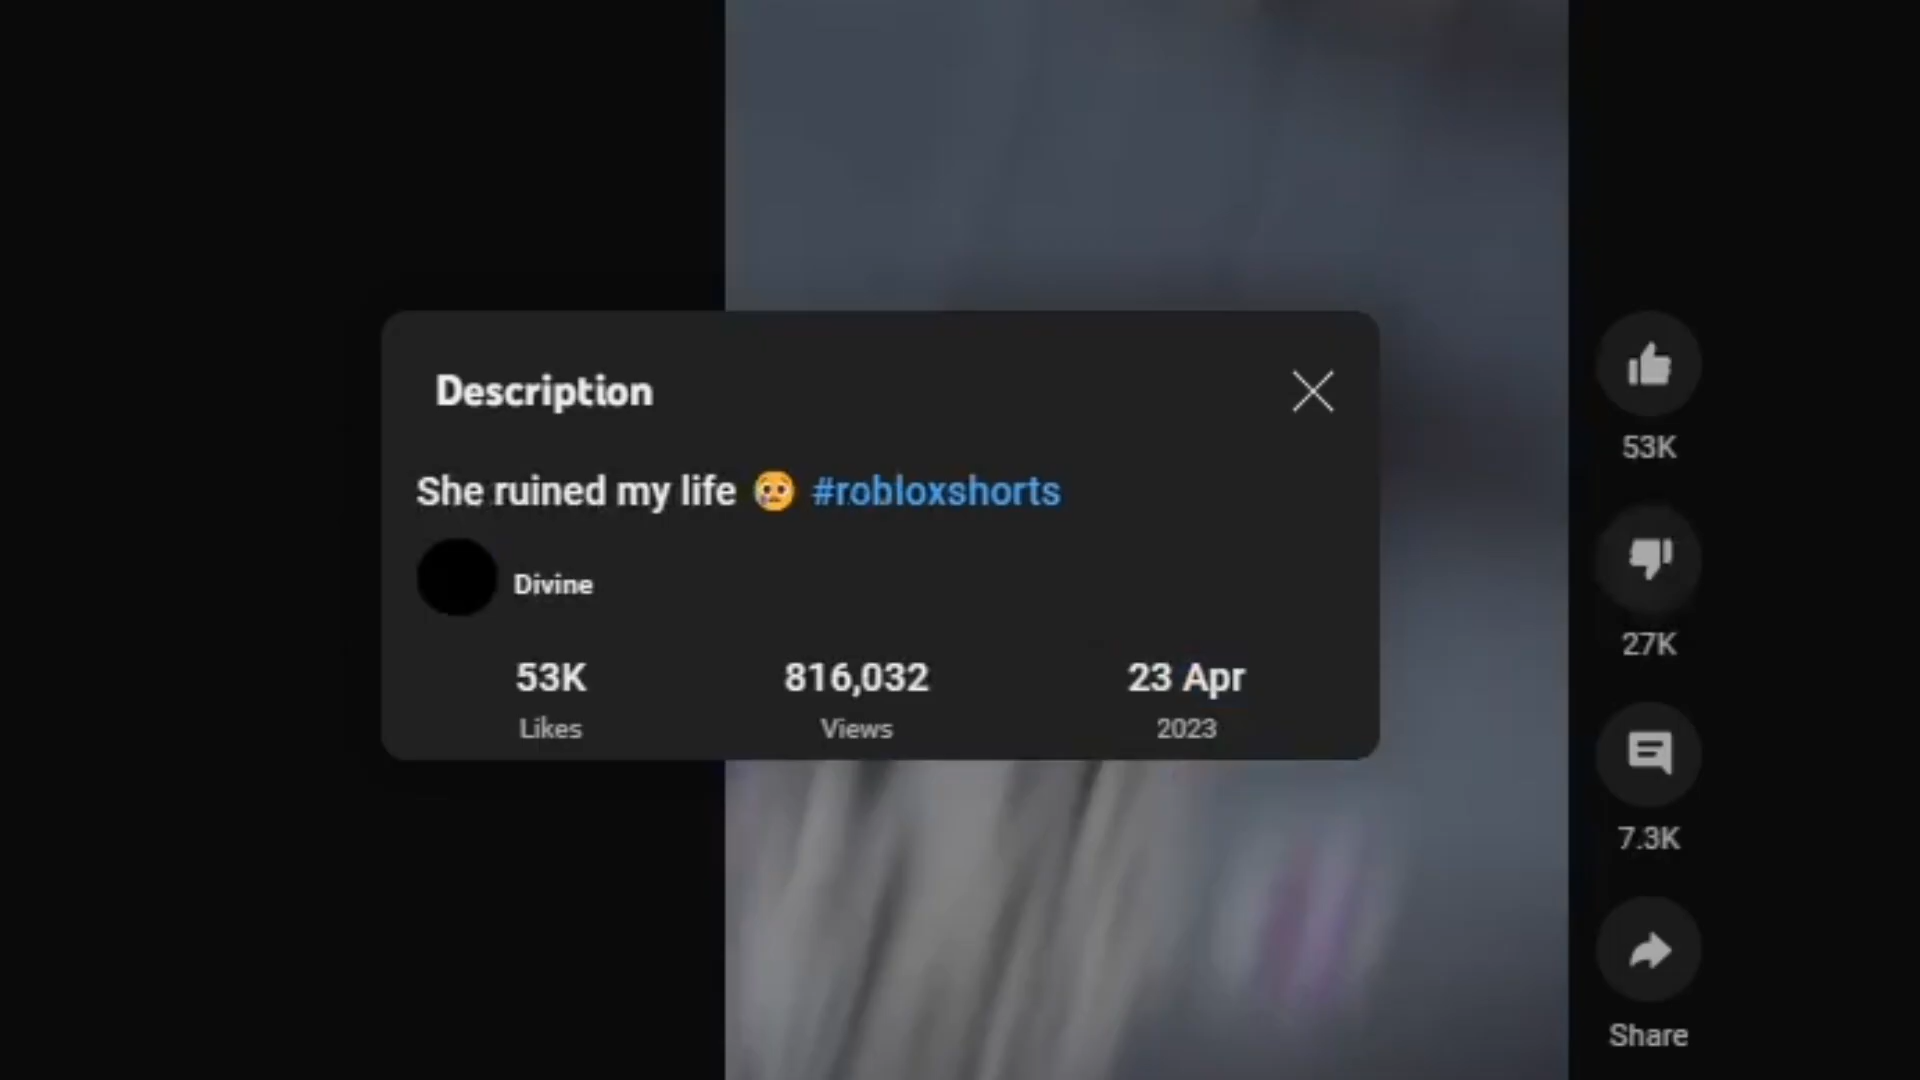 Description
She ruined my life 😢 #robloxshorts
Divine
53K 816,032 23 Apr
Likes Views 2023
53K
27K
7.3K
Share